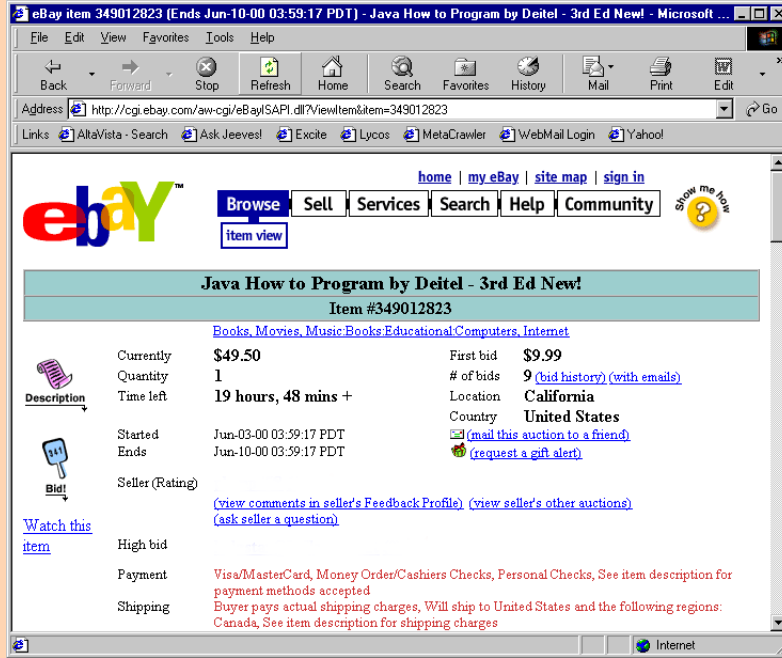 eBay item 349012823 (Ends Jun-10-00 03:59:17 PDT) - Java How to Program by Deitel - 3rd Ed New! - Microsoft ...
File Edit View Favorites Tools Help
Back Forward Stop Refresh Home Search Favorites History Mail Print Edit
Address http://cgi.ebay.com/aw-cgi/eBayISAPI.dll?ViewItem&item=349012823 Go
Links AltaVista - Search Ask Jeeves! Excite Lycos MetaCrawler WebMail Login Yahoo!
home | my eBay | site map | sign in
ebaY™
Browse Sell Services Search Help Community
Show me how
item view
Java How to Program by Deitel - 3rd Ed New!
Item #349012823
Books, Movies, Music:Books:Educational:Computers, Internet
Currently $49.50 First bid $9.99
Quantity 1 # of bids 9 (bid history) (with emails)
Description
Time left 19 hours, 48 mins + Location California
Country United States
Started Jun-03-00 03:59:17 PDT (mail this auction to a friend)
Ends Jun-10-00 03:59:17 PDT (request a gift alert)
341
Bid!
Seller (Rating)
(view comments in seller's Feedback Profile) (view seller's other auctions)
(ask seller a question)
Watch this
item
High bid
Payment Visa/MasterCard, Money Order/Cashiers Checks, Personal Checks, See item description for
payment methods accepted
Shipping Buyer pays actual shipping charges, Will ship to United States and the following regions:
Canada, See item description for shipping charges
Internet